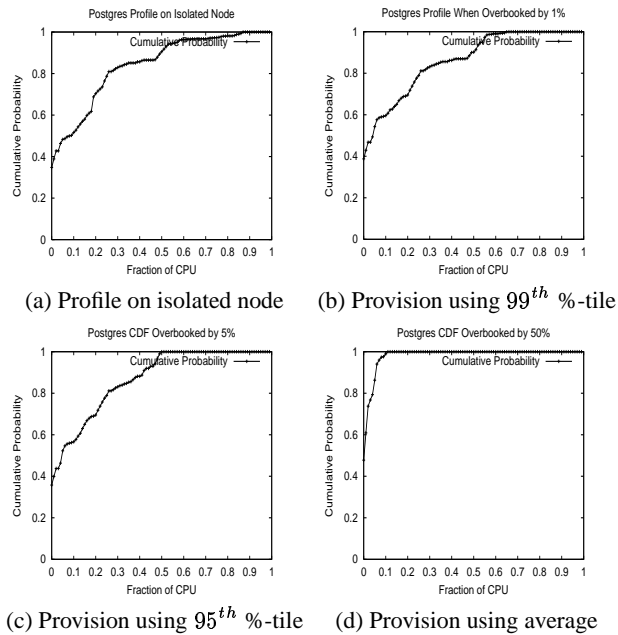 Postgres Profile on Isolated Node
Cumulative Probability
Cumulative Probability
1
0.8
0.6
0.4
0.2
0
0 0.1 0.2 0.3 0.4 0.5 0.6 0.7 0.8 0.9 1
Fraction of CPU
(a) Profile on isolated node
Postgres Profile When Overbooked by 1%
Cumulative Probability
Cumulative Probability
1
0.8
0.6
0.4
0.2
0
0 0.1 0.2 0.3 0.4 0.5 0.6 0.7 0.8 0.9 1
Fraction of CPU
(b) Provision using 99th %-tile
Postgres CDF Overbooked by 5%
Cumulative Probability
Cumulative Probability
1
0.8
0.6
0.4
0.2
0
0 0.1 0.2 0.3 0.4 0.5 0.6 0.7 0.8 0.9 1
Fraction of CPU
(c) Provision using 95th %-tile
Postgres CDF Overbooked by 50%
Cumulative Probability
Cumulative Probability
1
0.8
0.6
0.4
0.2
0
0 0.1 0.2 0.3 0.4 0.5 0.6 0.7 0.8 0.9 1
Fraction of CPU
(d) Provision using average